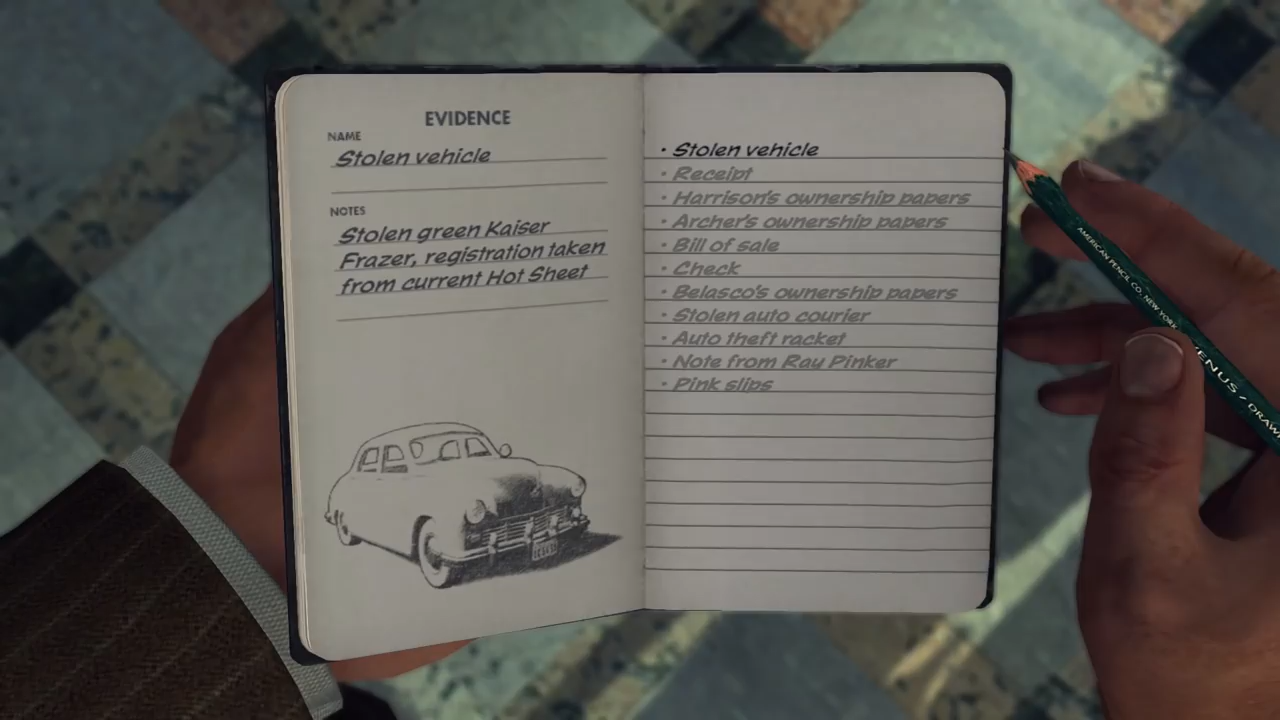 EVIDENCE
NAME
Stolen vehicle
NOTES
Stolen green Kaiser
Frazer, registration taken
from current Hot Sheet
• Stolen vehicle
• Receipt
• Harrison's ownership papers
• Archer's ownership papers
• Bill of sale
• Check
• Belasco's ownership papers
• Stolen auto courier
• Auto theft racket
• Note from Ray Pinker
• Pink slips
AMERICAN PENCIL CO. NEW YORK
VENUS / DRAW